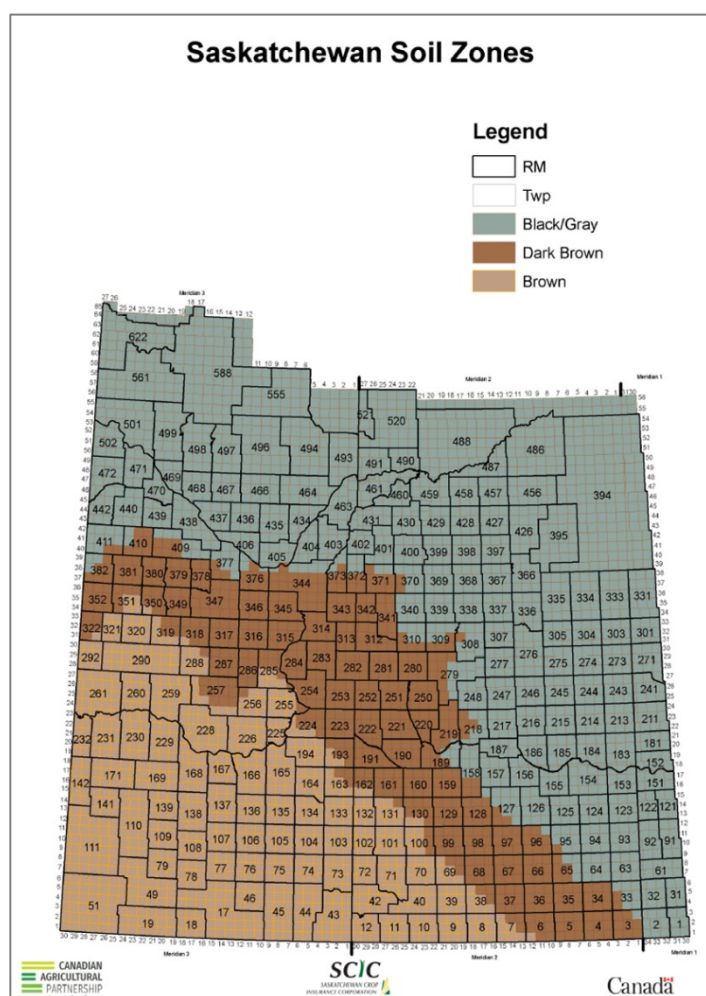 Saskatchewan Soil Zones
Legend
RM
Twp
Black/Gray
Dark Brown
Brown
Meridian 3
Meridian 2
Meridian 1
622
588
561
555
520
501 499 498 497 496 494 493 491 490 488 487 486
502
472 471 469 468 467 466 464 463 461 460 459 458 457 456 394
470
442 440 439 438 437 436 435 434 431 430 429 428 427 426 395
411 410 409 406 405 404 403 402 401 400 399 398 397
377
382 381 380 379 378 376 344 373 372 371 370 369 368 367 366
352 351 350 349 347 346 345 343 342 341 340 339 338 337 336 335 334 333 331
322 321 320 319 318 317 316 315 314 313 312 310 309 308 307 305 304 303 301
292 290 288 287 286 285 284 283 282 281 280 279 277 276 275 274 273 271
261 260 259 257 256 255 254 253 252 251 250 248 247 246 245 244 243 241
232 231 230 229 228 226 225 224 223 222 221 220 219 218 217 216 215 214 213 211
142 171 169 168 167 166 165 194 193 191 190 189 187 186 185 184 183 181
152
164 163 162 161 160 159 158 157 156 155 154 153 151
141 139 138 137 136 135 134 133 132 131 130 129 128 127 126 125 124 123 122 121
111 110 109 108 107 106 105 104 103 102 101 100 99 98 97 96 95 94 93 92 91
79 78 77 76 75 74 73 72 71 70 69 68 67 66 65 64 63 61
51 49 46 45 44 43 42 40 39 38 37 36 35 34 33 32 31
19 18 17 12 11 10 9 8 7 6 5 4 3 2 1
Meridian 3
Meridian 2
Meridian 1
CANADIAN
AGRICULTURAL
PARTNERSHIP
SCIC
SASKATCHEWAN CROP
INSURANCE CORPORATION
Canada